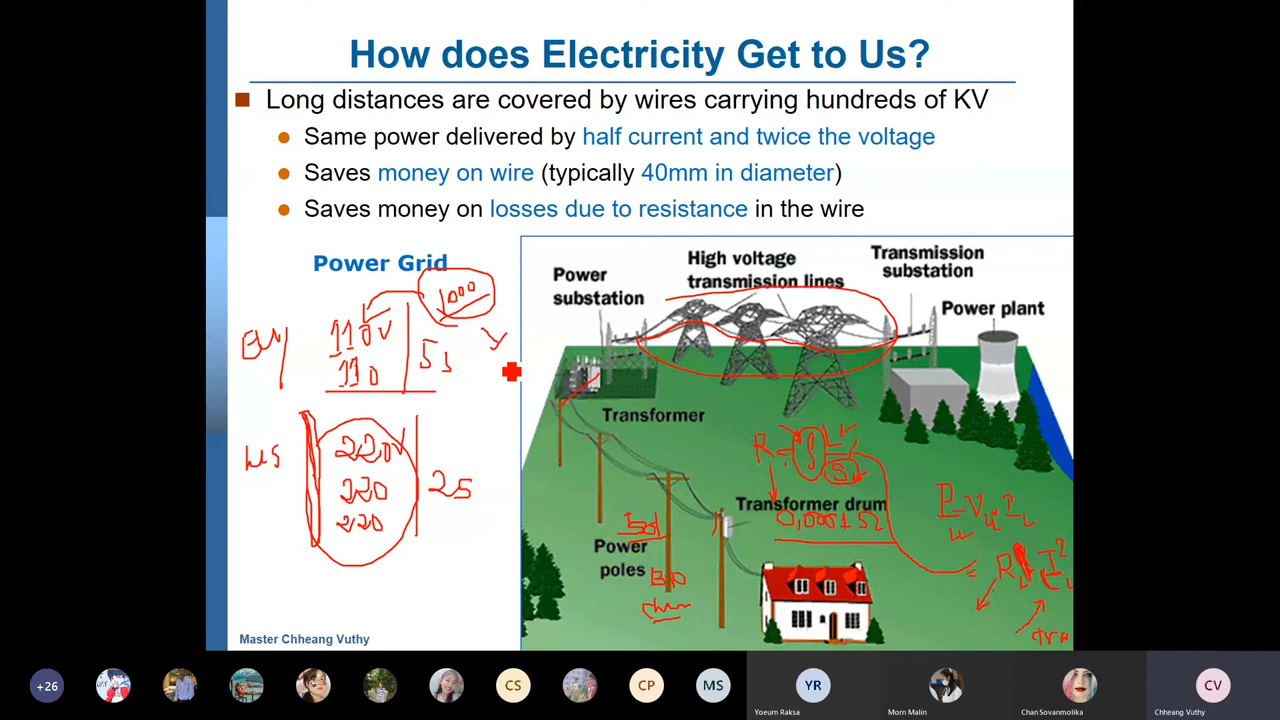 How does Electricity Get to Us?
Long distances are covered by wires carrying hundreds of KV
Same power delivered by half current and twice the voltage
Saves money on wire (typically 40mm in diameter)
Saves money on losses due to resistance in the wire
Power Grid
1000
110V
110
220V
220
220
Power
substation
High voltage
transmission lines
Transmission
substation
Power plant
Transformer
Transformer drum
Power
poles
Master Chheang Vuthy
+26
CS
CP
MS
YR
Yoeurn Raksa
Morn Malin
Chan Sovanmolika
CV
Chheang Vuthy